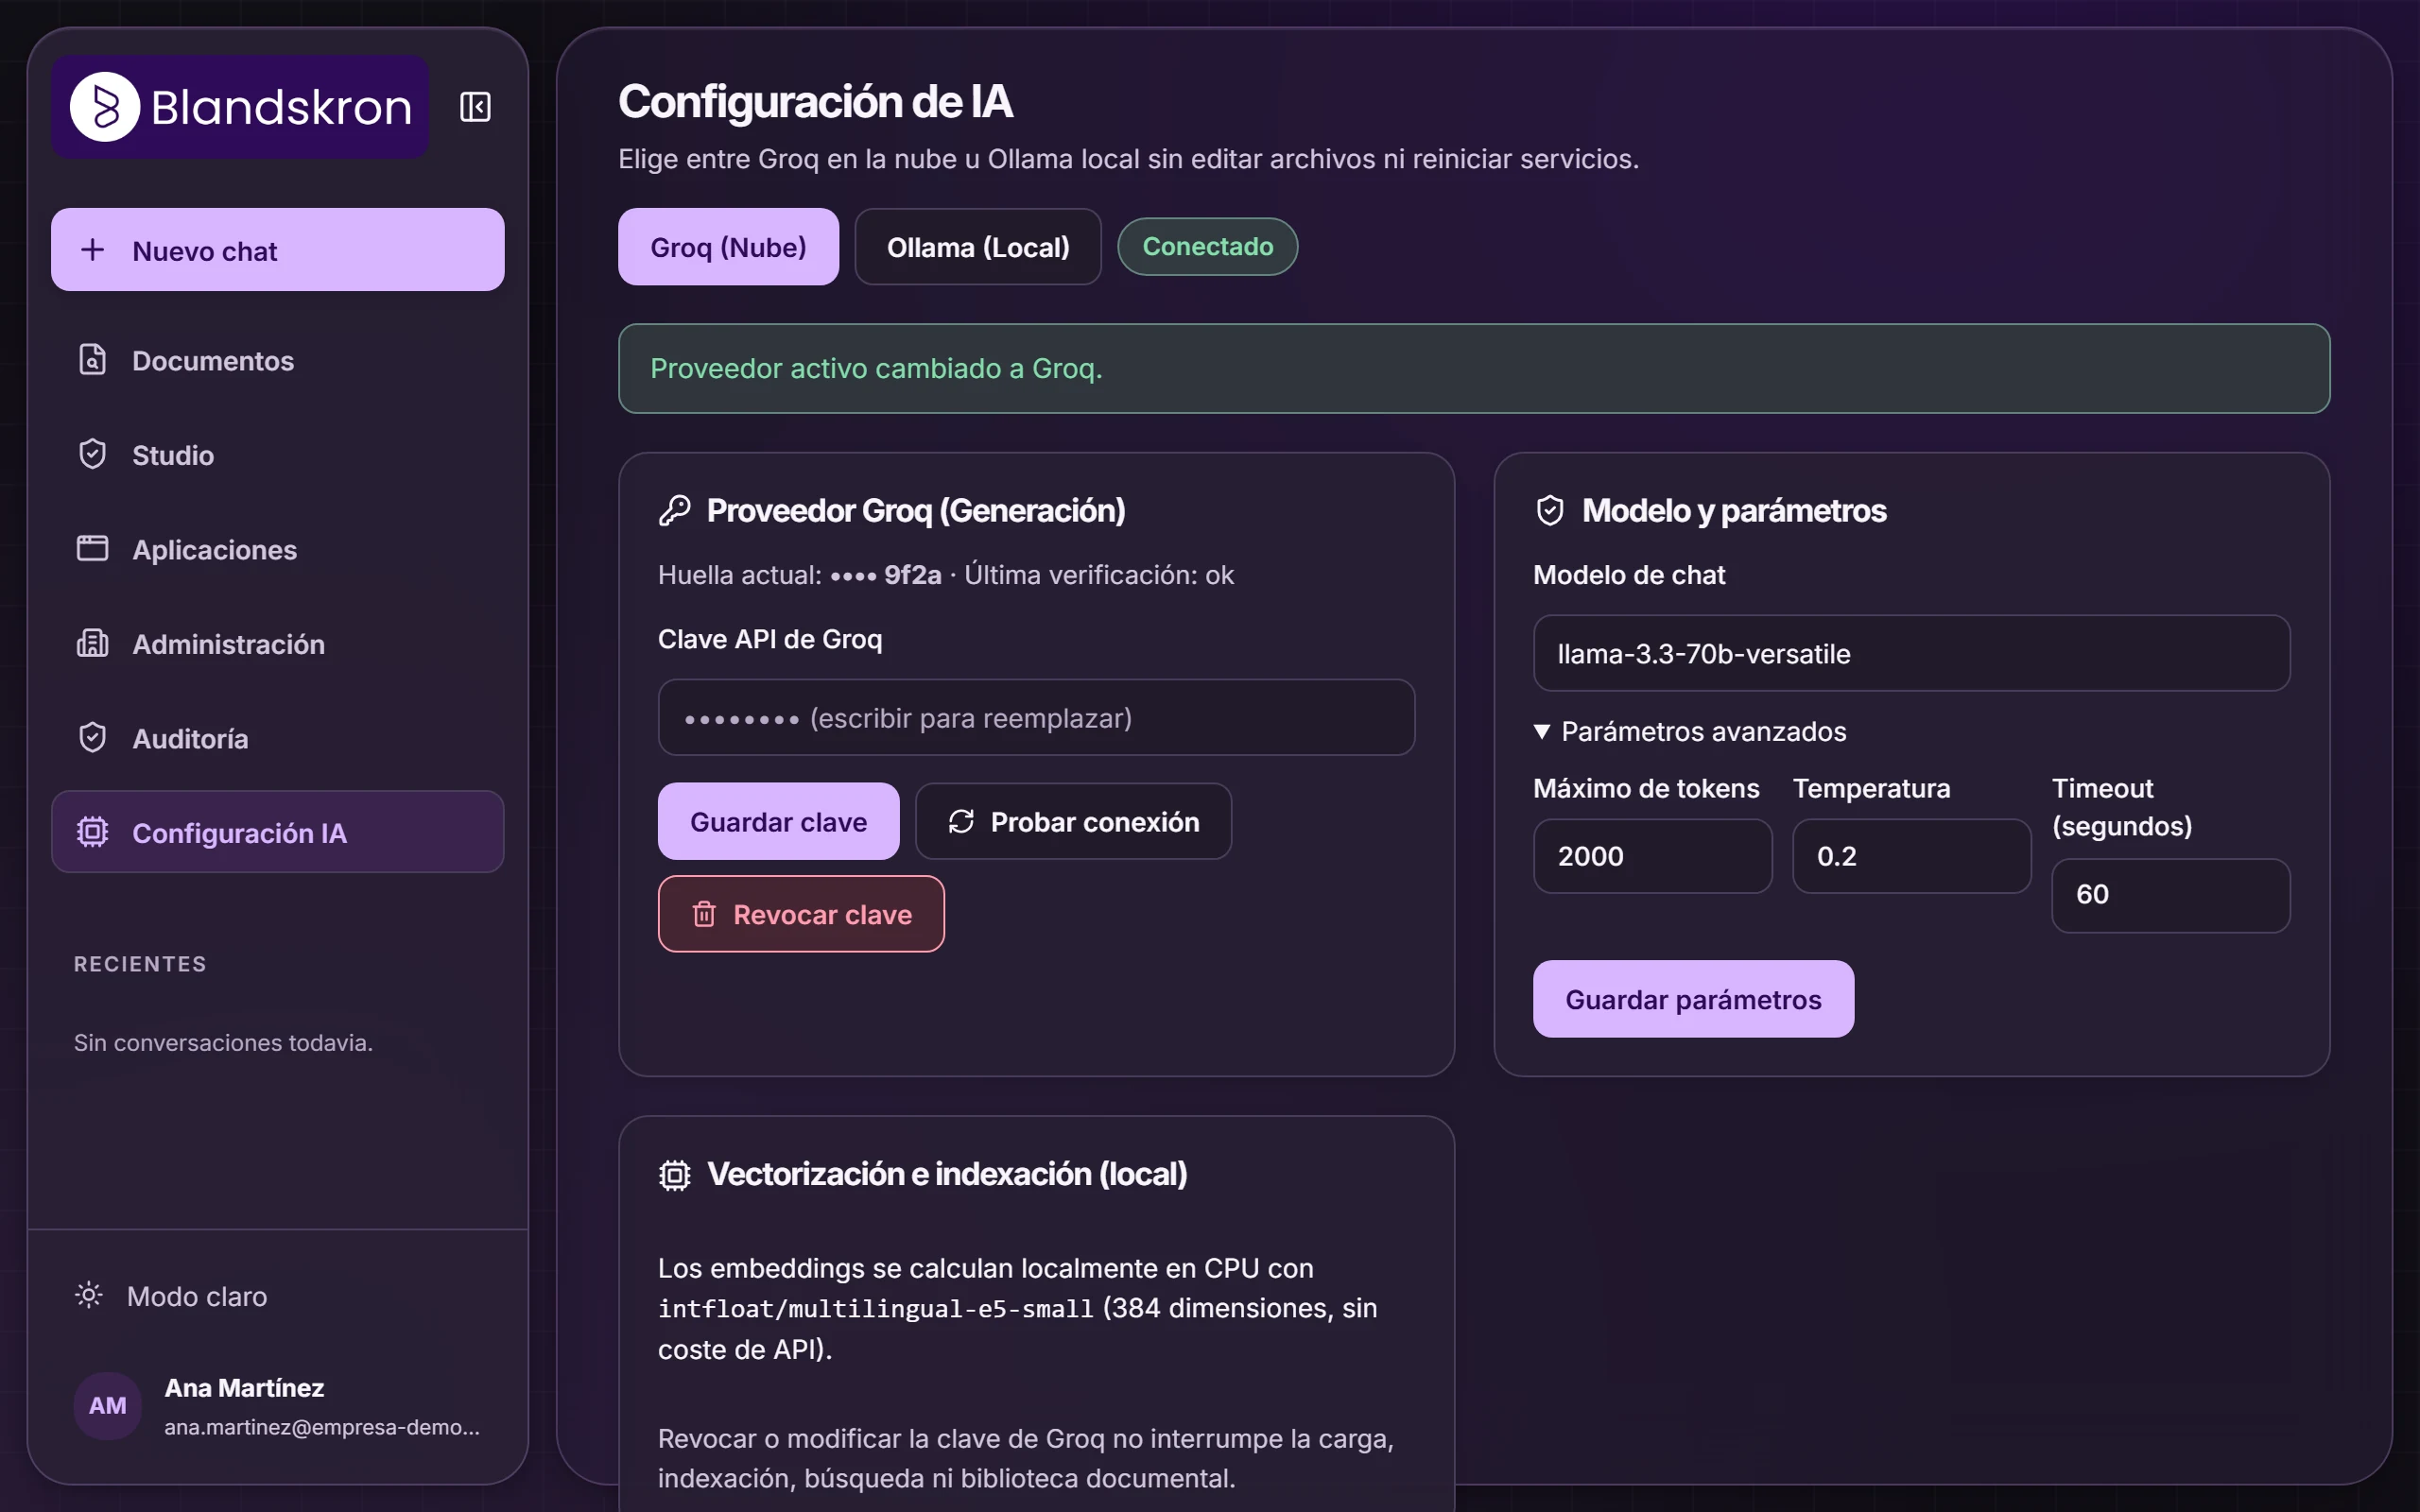 Blandskron
Nuevo chat
Documentos
Studio
Aplicaciones
Administración
Auditoría
Configuración IA
RECIENTES
Sin conversaciones todavia.
Modo claro
AM
Ana Martínez
ana.martinez@empresa-demo...
Configuración de IA
Elige entre Groq en la nube u Ollama local sin editar archivos ni reiniciar servicios.
Groq (Nube)
Ollama (Local)
Conectado
Proveedor activo cambiado a Groq.
Proveedor Groq (Generación)
Huella actual: •••• 9f2a · Última verificación: ok
Clave API de Groq
•••••••• (escribir para reemplazar)
Guardar clave
Probar conexión
Revocar clave
Modelo y parámetros
Modelo de chat
llama-3.3-70b-versatile
▼ Parámetros avanzados
Máximo de tokens
2000
Temperatura
0.2
Timeout
(segundos)
60
Guardar parámetros
Vectorización e indexación (local)
Los embeddings se calculan localmente en CPU con
intfloat/multilingual-e5-small (384 dimensiones, sin
coste de API).
Revocar o modificar la clave de Groq no interrumpe la carga,
indexación, búsqueda ni biblioteca documental.